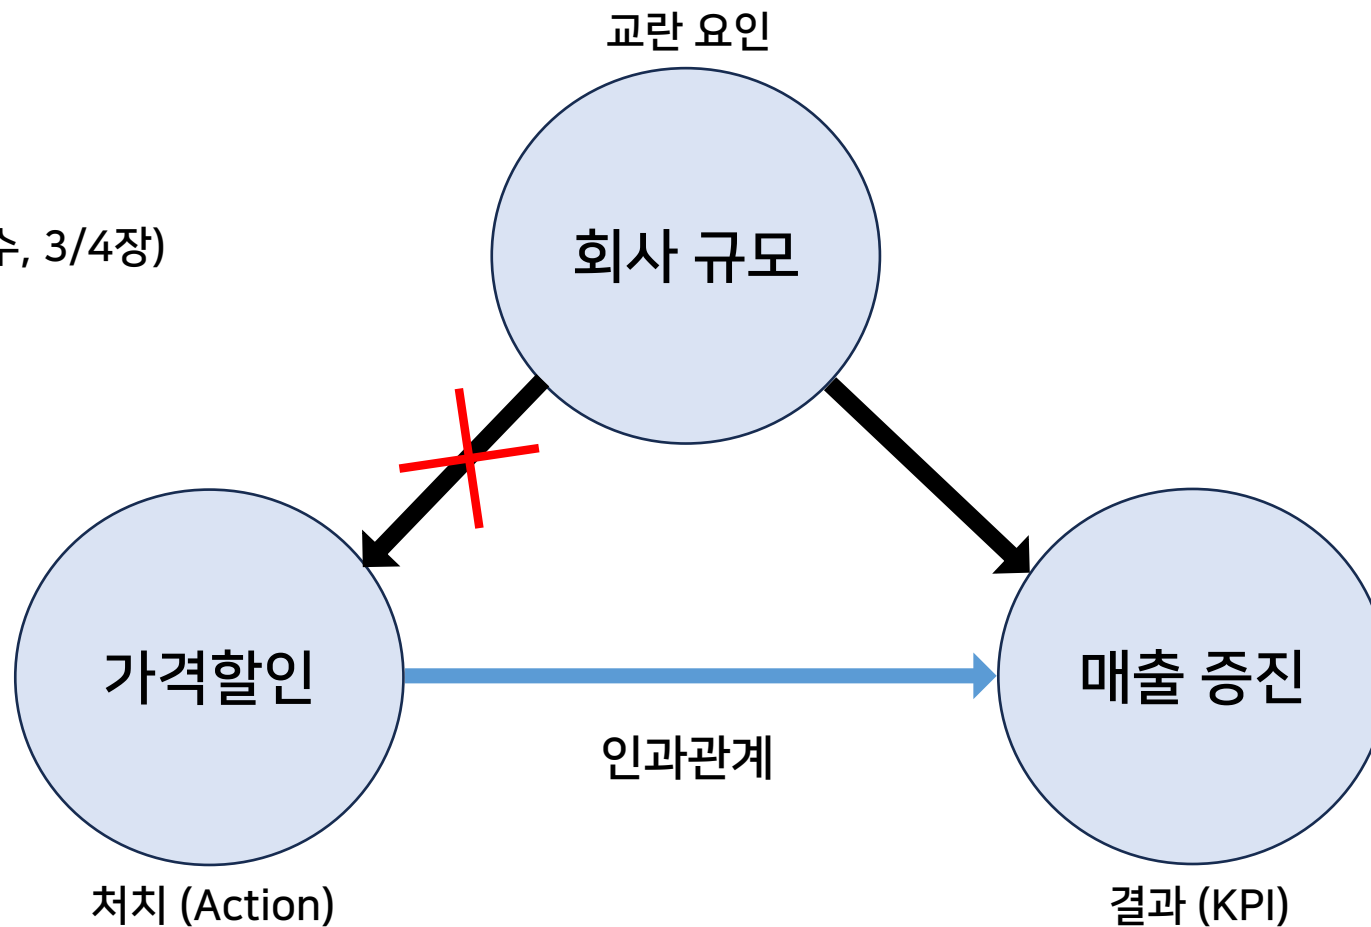 교란 요인
수, 3/4장)
회사 규모
가격할인
매출 증진
인과관계
처치 (Action)
결과 (KPI)